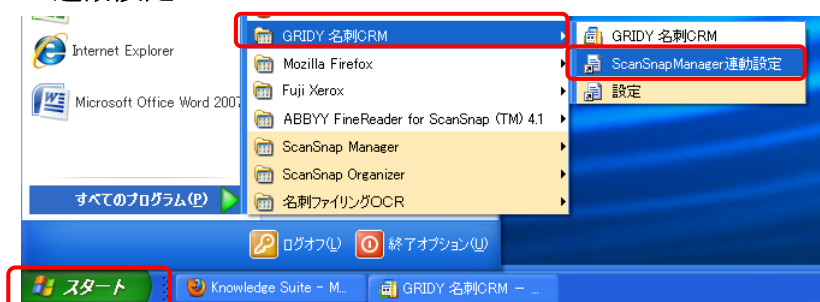 GRIDY 名刺CRM
Internet Explorer
Mozilla Firefox
Fuji Xerox
Microsoft Office Word 2007
ABBYY FineReader for ScanSnap (TM) 4.1
ScanSnap Manager
ScanSnap Organizer
名刺ファイリングOCR
すべてのプログラム(P)
GRIDY 名刺CRM
ScanSnapManager連動設定
設定
ログオフ(L)
終了オプション(U)
スタート
Knowledge Suite - M...
GRIDY 名刺CRM - ...